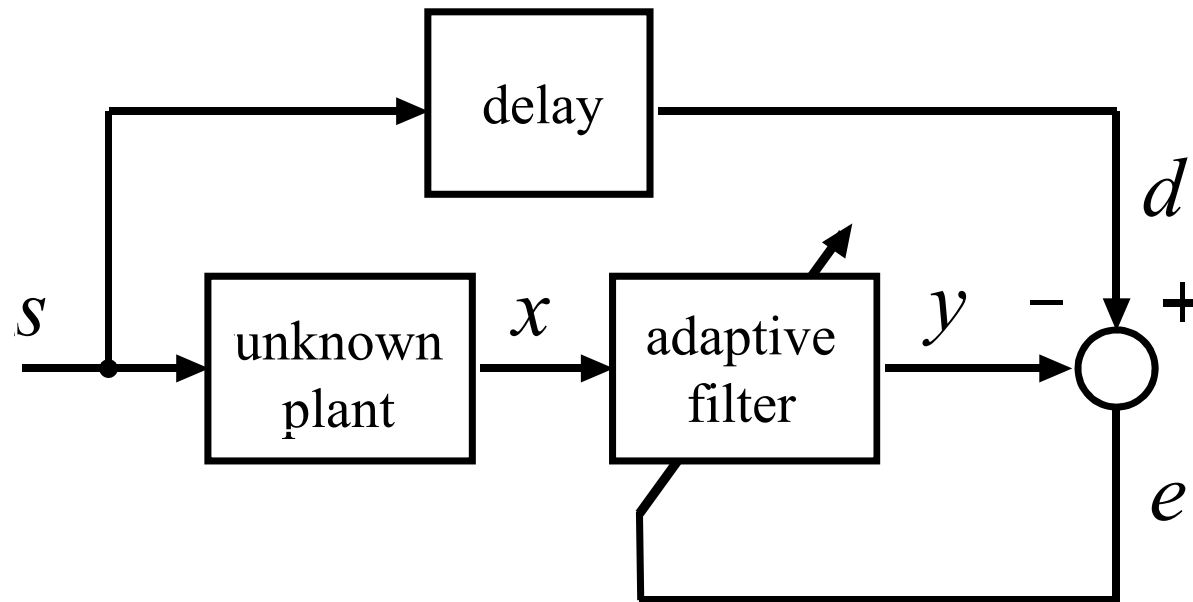 delay
d
s
unknown
plant
x
adaptive
filter
y
−
+
e